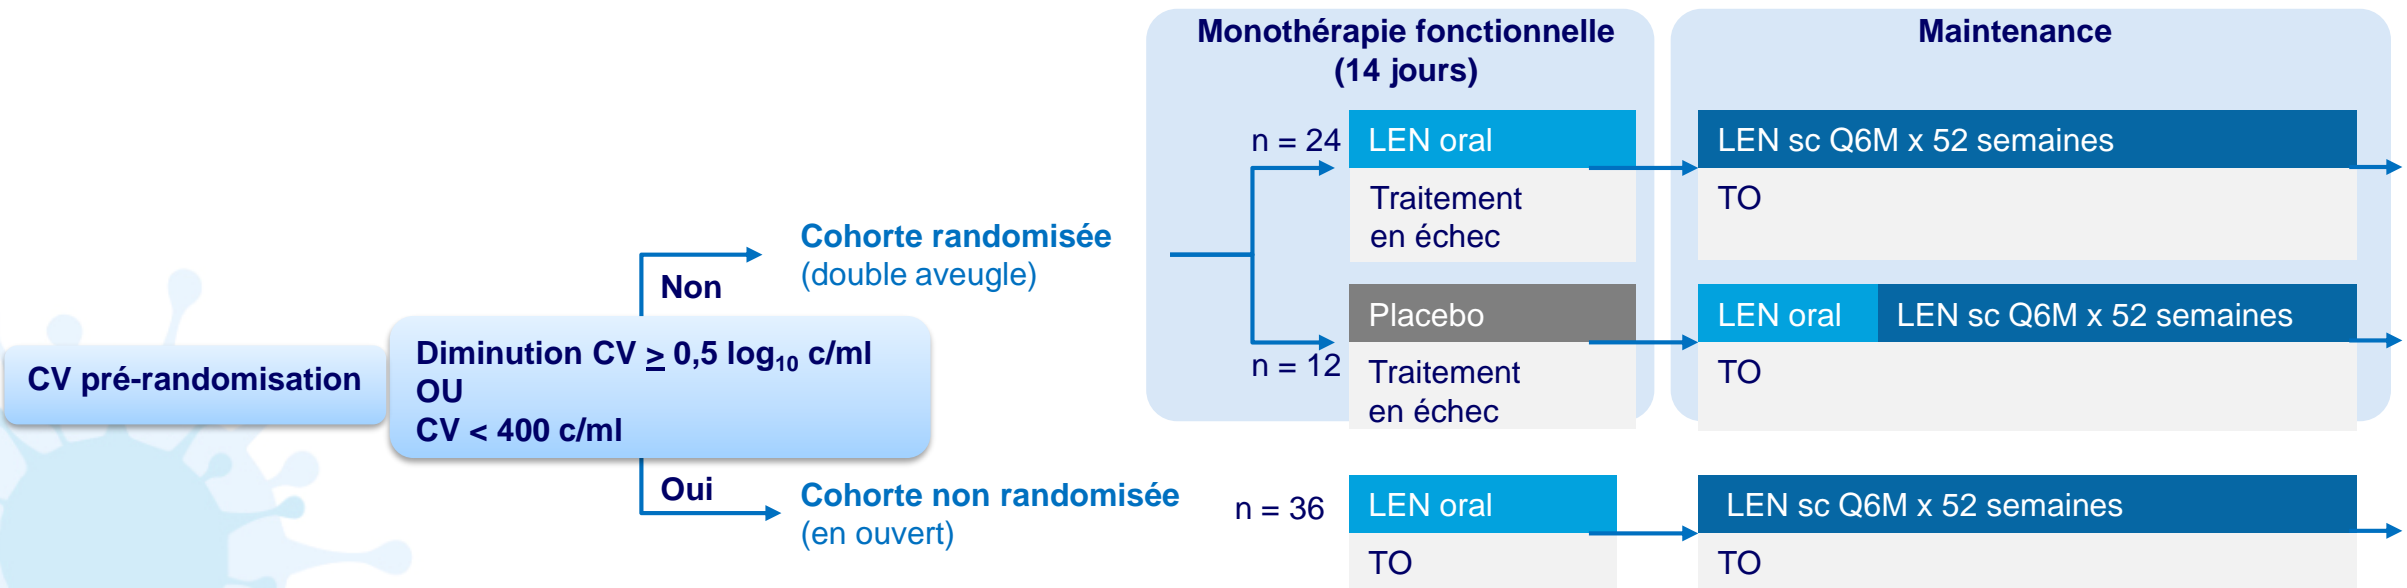 Monothérapie fonctionnelle
(14 jours)
Maintenance
n = 24
LEN oral
Traitement
en échec
LEN sc Q6M x 52 semaines
TO
Cohorte randomisée
(double aveugle)
Non
Placebo
n = 12
Traitement
en échec
LEN oral
LEN sc Q6M x 52 semaines
TO
CV pré-randomisation
Diminution CV ≥ 0,5 log₁₀ c/ml
OU
CV < 400 c/ml
Oui
Cohorte non randomisée
(en ouvert)
n = 36
LEN oral
TO
LEN sc Q6M x 52 semaines
TO